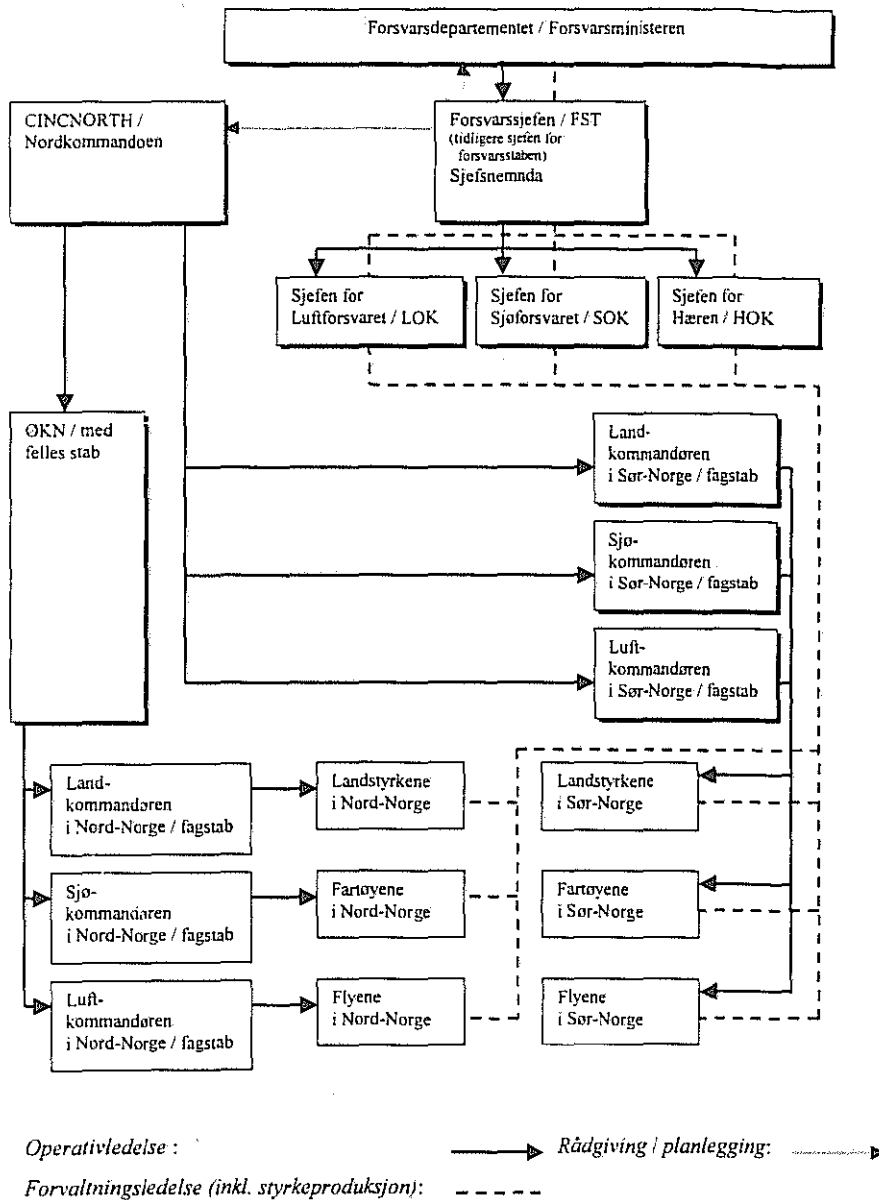 Forsvarsdepartementet / Forsvarsministeren
CINCNORTH /
Nordkommandoen
Forsvarssjefen / FST
(tidligere sjefen for
forsvarsstaben)
Sjefsnemnda
Sjefen for
Luftforsvaret / LOK
Sjefen for
Sjøforsvaret / SOK
Sjefen for
Hæren / HOK
ØKN / med
felles stab
Land-
kommandøren
i Sør-Norge / fagstab
Sjø-
kommandøren
i Sør-Norge / fagstab
Luft-
kommandøren
i Sør-Norge / fagstab
Land-
kommandøren
i Nord-Norge / fagstab
Landstyrkene
i Nord-Norge
Landstyrkene
i Sør-Norge
Sjø-
kommandøren
i Nord-Norge / fagstab
Fartøyene
i Nord-Norge
Fartøyene
i Sør-Norge
Luft-
kommandøren
i Nord-Norge / fagstab
Flyene
i Nord-Norge
Flyene
i Sør-Norge
Operativledelse : Rådgiving / planlegging:
Forvaltningsledelse (inkl. styrkeproduksjon):